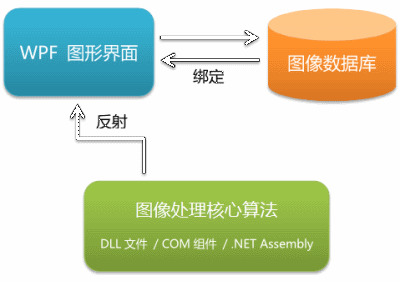 WPF 图形界面
图像数据库
绑定
反射
图像处理核心算法
DLL 文件 / COM 组件 / .NET Assembly